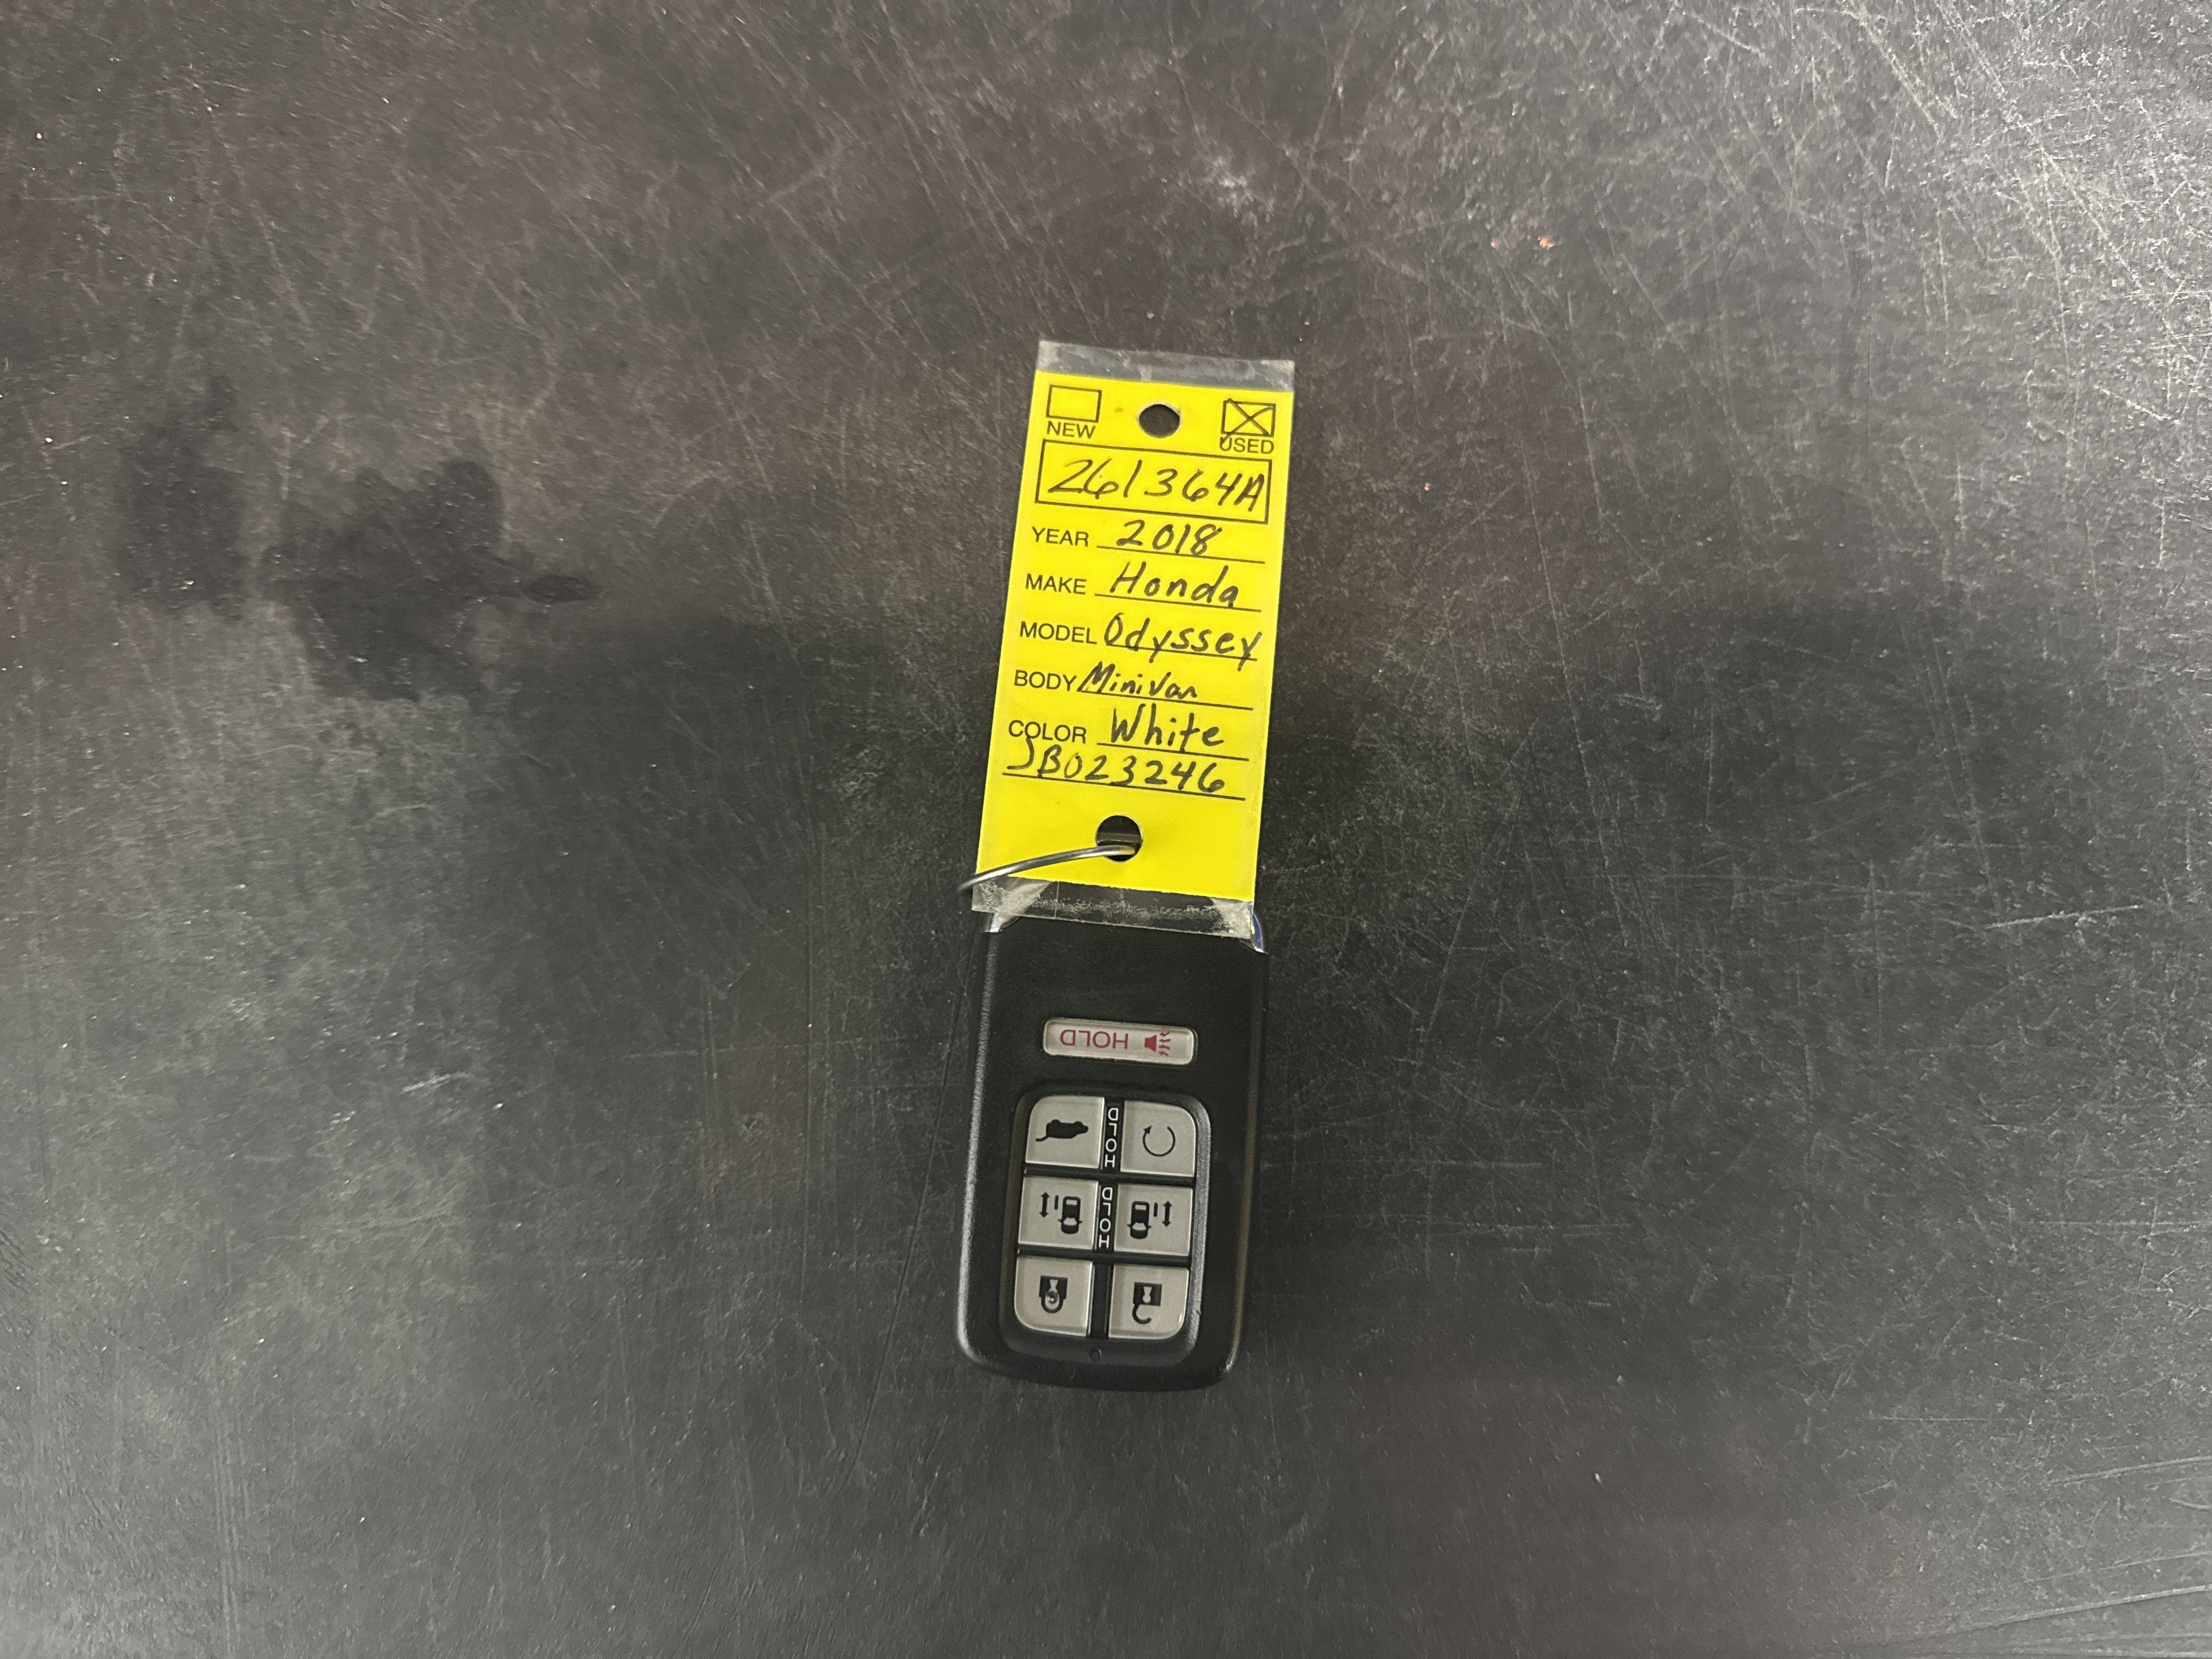 NEW USED
261364A
YEAR 2018
MAKE Honda
MODEL Odyssey
BODY Minivan
COLOR White
JB023246
HOLD
HOLD
HOLD